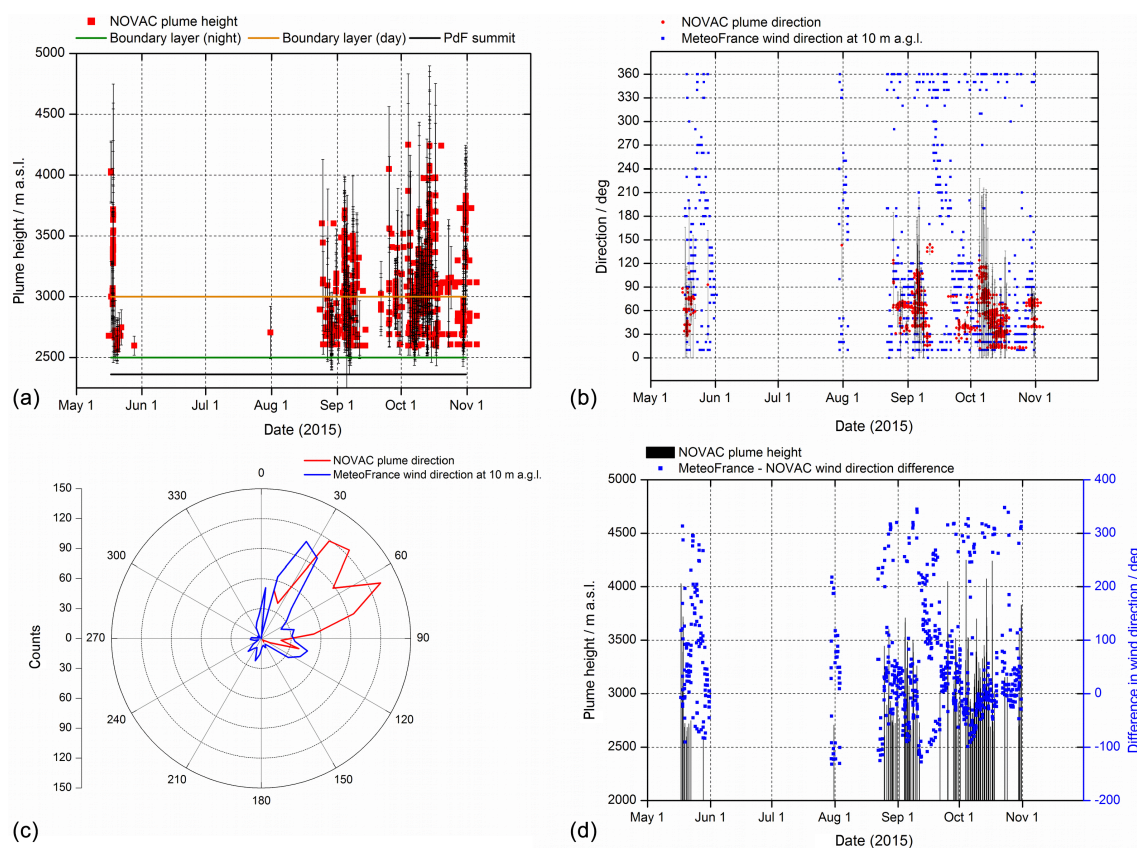 NOVAC plume height
Boundary layer (night) Boundary layer (day) PdF summit
5000
4500
4000
3500
3000
2500
Plume height / m a.s.l.
May 1 Jun 1 Jul 1 Aug 1 Sep 1 Oct 1 Nov 1
Date (2015)
(a)
NOVAC plume direction
MeteoFrance wind direction at 10 m a.g.l.
360
330
300
270
240
210
180
150
120
90
60
30
0
Direction / deg
May 1 Jun 1 Jul 1 Aug 1 Sep 1 Oct 1 Nov 1
Date (2015)
(b)
NOVAC plume direction
MeteoFrance wind direction at 10 m a.g.l.
150
120
90
60
30
0
30
60
90
120
150
Counts
0
30
60
90
120
150
180
210
240
270
300
330
(c)
NOVAC plume height
MeteoFrance - NOVAC wind direction difference
5000
4500
4000
3500
3000
2500
2000
Plume height / m a.s.l.
400
300
200
100
0
-100
-200
Difference in wind direction / deg
May 1 Jun 1 Jul 1 Aug 1 Sep 1 Oct 1 Nov 1
Date (2015)
(d)